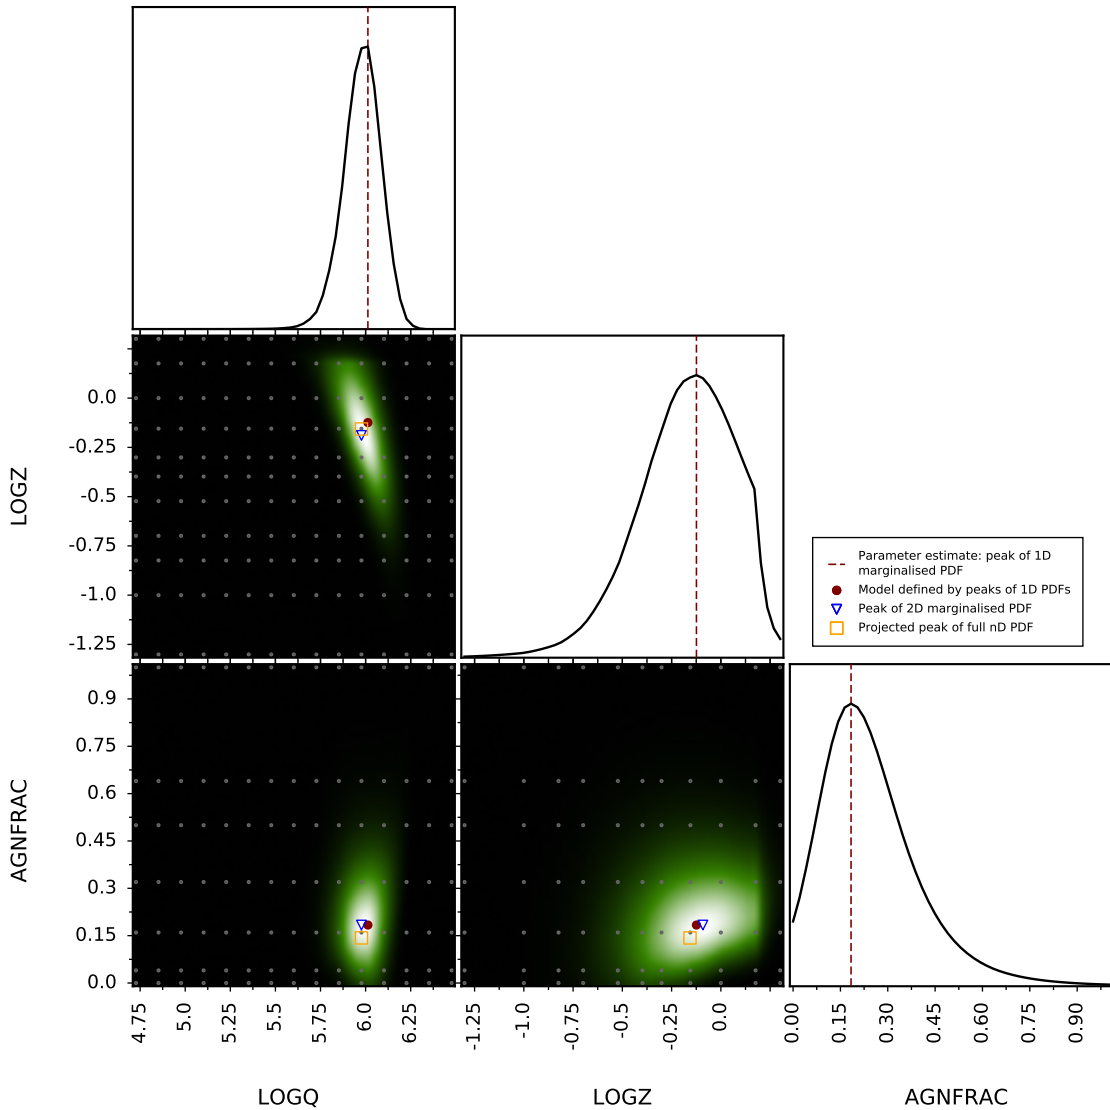 0.0
-0.25
-0.5
-0.75
-1.0
-1.25
LOGZ
Parameter estimate: peak of 1D
marginalised PDF
Model defined by peaks of 1D PDFs
Peak of 2D marginalised PDF
Projected peak of full nD PDF
0.9
0.75
0.6
0.45
0.3
0.15
0.0
AGNFRAC
4.75 5.0 5.25 5.5 5.75 6.0 6.25
-1.25 -1.0 -0.75 -0.5 -0.25 0.0
0.00 0.15 0.30 0.45 0.60 0.75 0.90
LOGQ LOGZ AGNFRAC